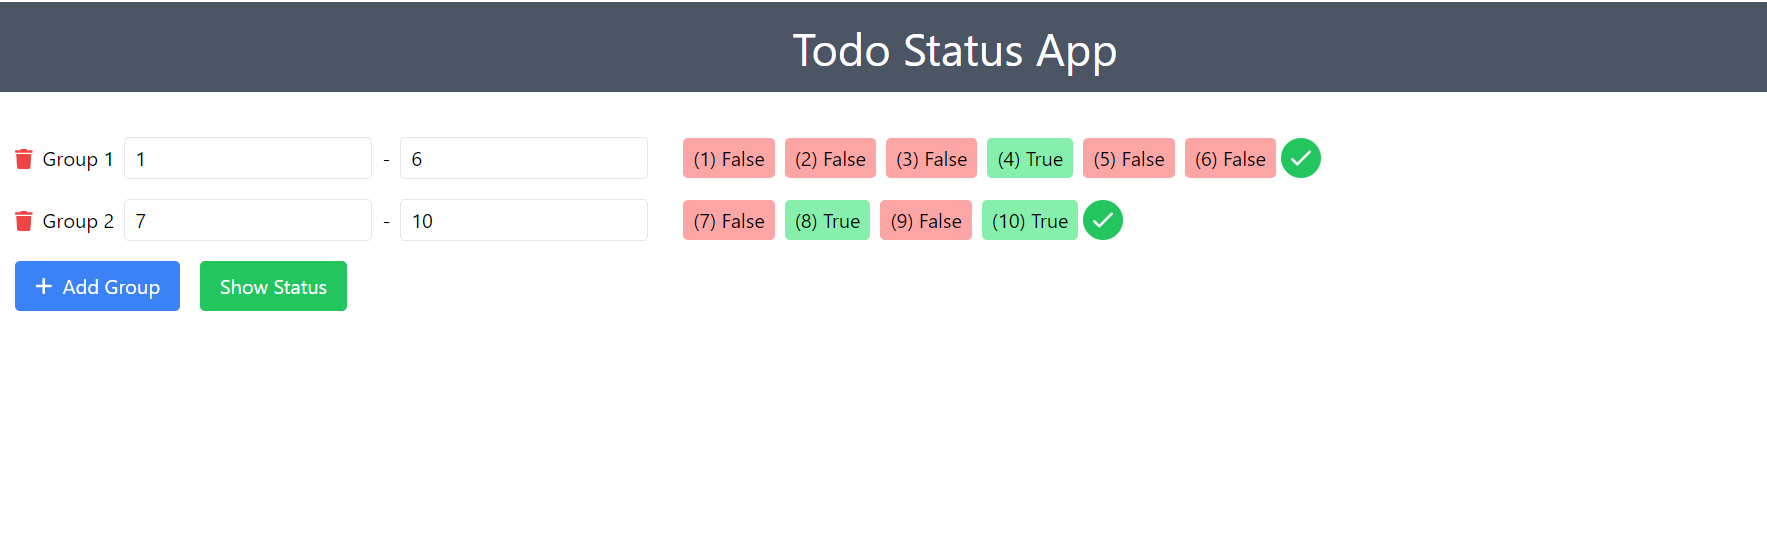 Todo Status App
Group 1 1 - 6 (1) False (2) False (3) False (4) True (5) False (6) False
Group 2 7 - 10 (7) False (8) True (9) False (10) True
+ Add Group Show Status